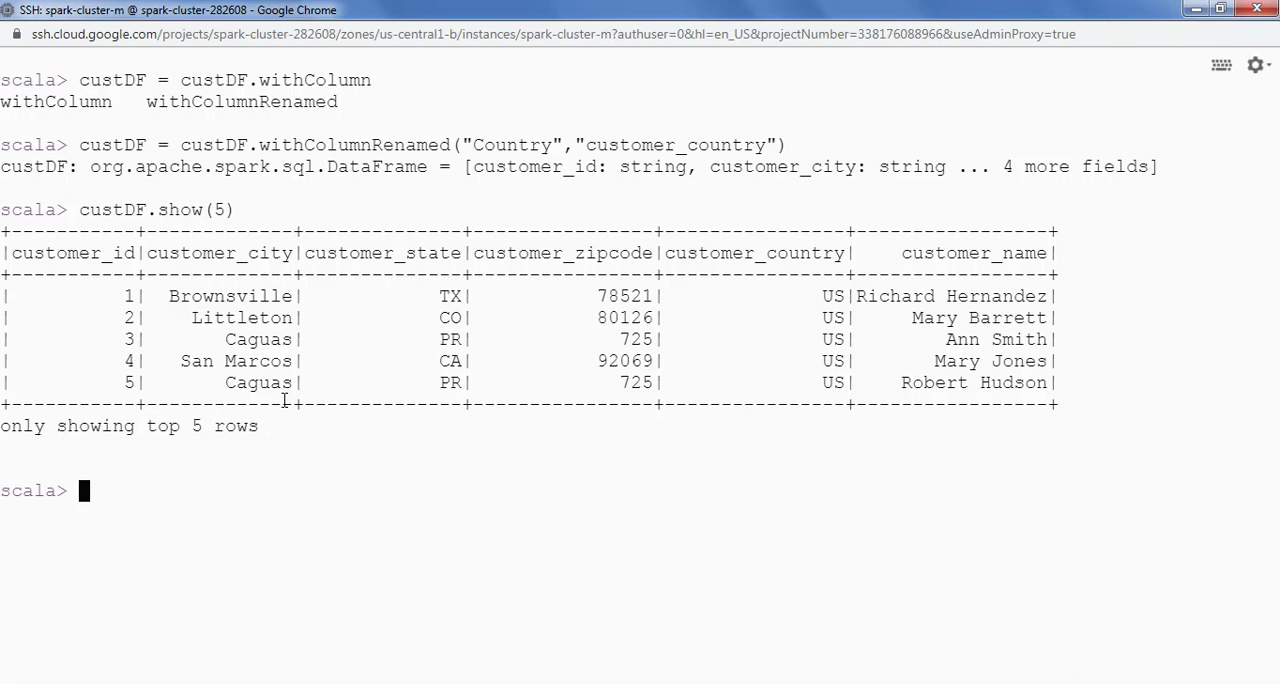 SSH: spark-cluster-m @ spark-cluster-282608 - Google Chrome
ssh.cloud.google.com/projects/spark-cluster-282608/zones/us-central1-b/instances/spark-cluster-m?authuser=0&hl=en_US&projectNumber=338176088966&useAdminProxy=true
scala> custDF = custDF.withColumn
withColumn   withColumnRenamed
scala> custDF = custDF.withColumnRenamed("Country","customer_country")
custDF: org.apache.spark.sql.DataFrame = [customer_id: string, customer_city: string ... 4 more fields]
scala> custDF.show(5)
+-----------+-------------+--------------+----------------+----------------+-----------------+
|customer_id|customer_city|customer_state|customer_zipcode|customer_country|    customer_name|
+-----------+-------------+--------------+----------------+----------------+-----------------+
|          1|  Brownsville|            TX|           78521|              US|Richard Hernandez|
|          2|    Littleton|            CO|           80126|              US|     Mary Barrett|
|          3|       Caguas|            PR|             725|              US|        Ann Smith|
|          4|   San Marcos|            CA|           92069|              US|       Mary Jones|
|          5|       Caguas|            PR|             725|              US|    Robert Hudson|
+-----------+-------------+--------------+----------------+----------------+-----------------+
only showing top 5 rows
scala>